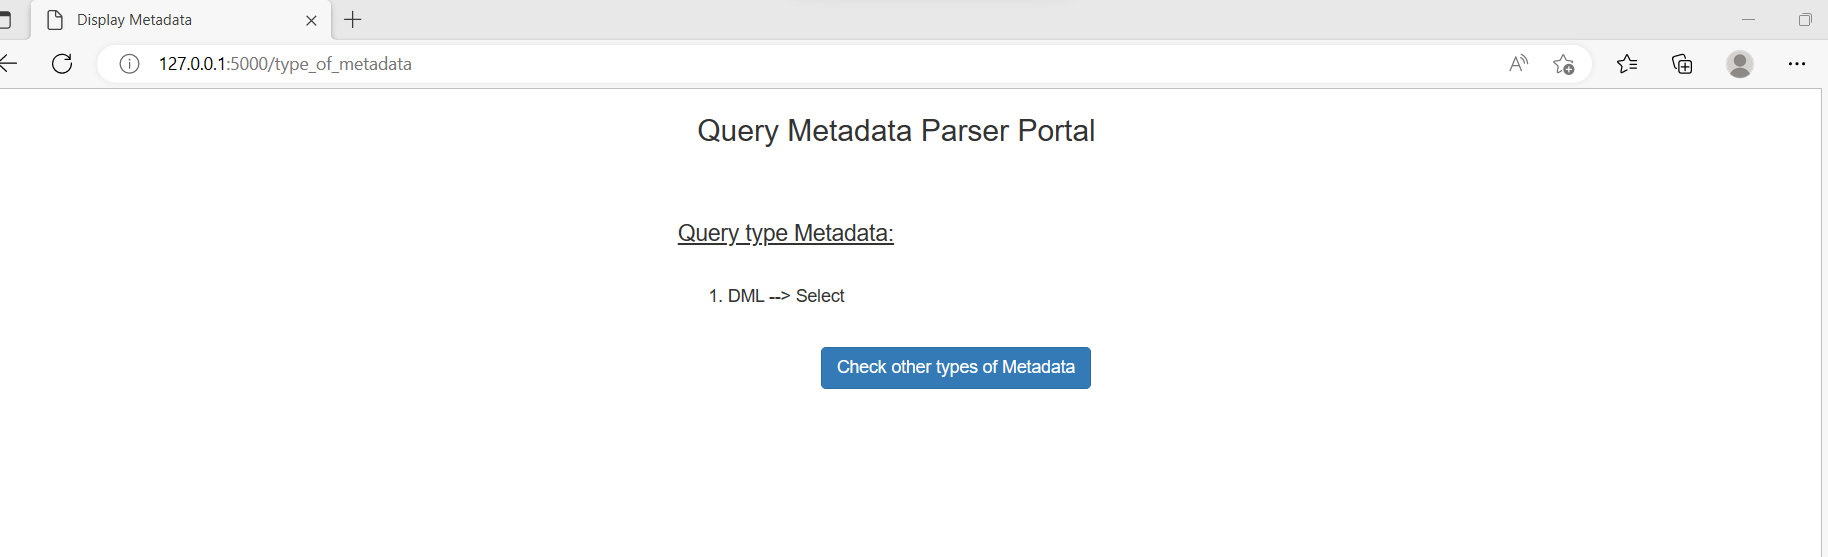 Display Metadata
127.0.0.1:5000/type_of_metadata
Query Metadata Parser Portal
Query type Metadata:
1. DML --> Select
Check other types of Metadata